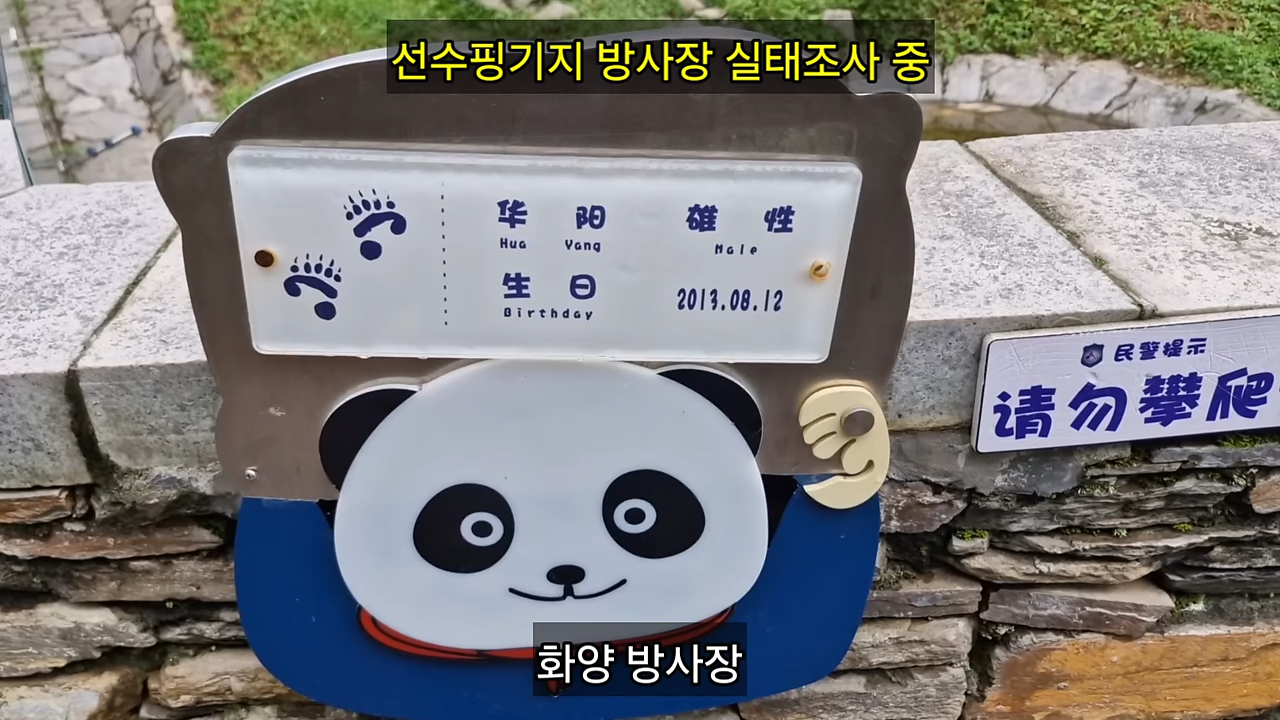 선수핑기지 방사장 실태조사 중
华 阳 雄 性
Hua Yang Male
生 日 2013.08.12
Birthday
民警提示
请勿攀爬
화양 방사장